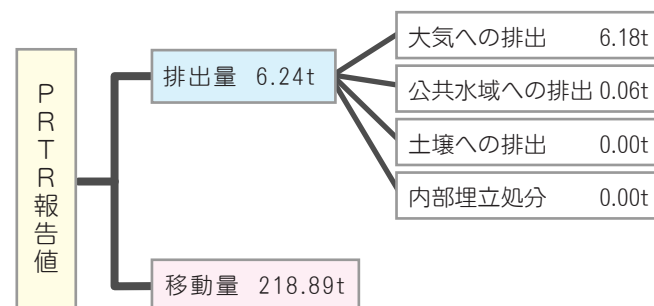 PRTR報告値
排出量 6.24t
大気への排出 6.18t
公共水域への排出 0.06t
土壌への排出 0.00t
内部埋立処分 0.00t
移動量 218.89t